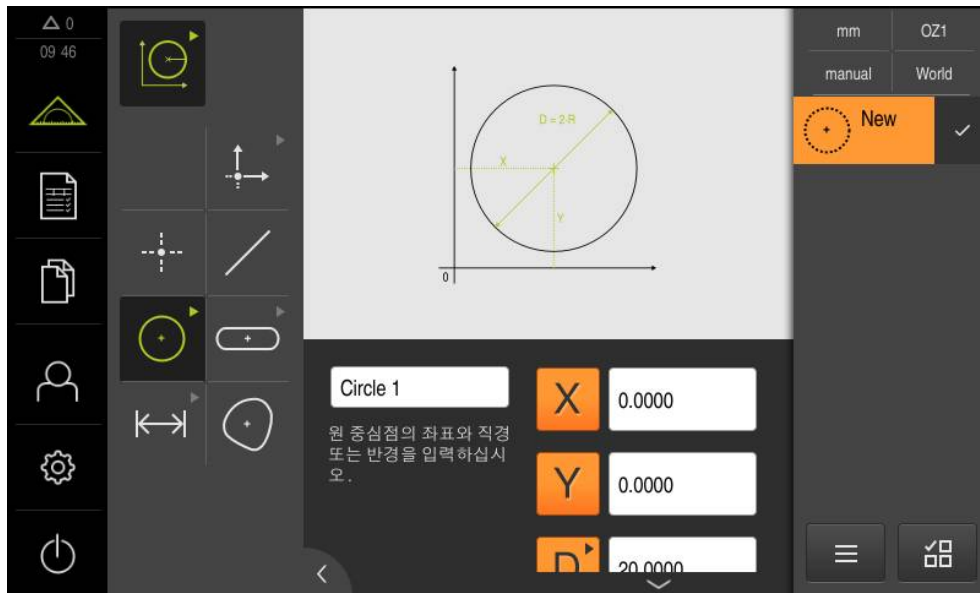 0
09 46
D = 2·R
X
Y
0
Circle 1
원 중심점의 좌표와 직경
또는 반경을 입력하십시
오.
X
0.0000
Y
0.0000
D
20.0000
mm
OZ1
manual
World
New